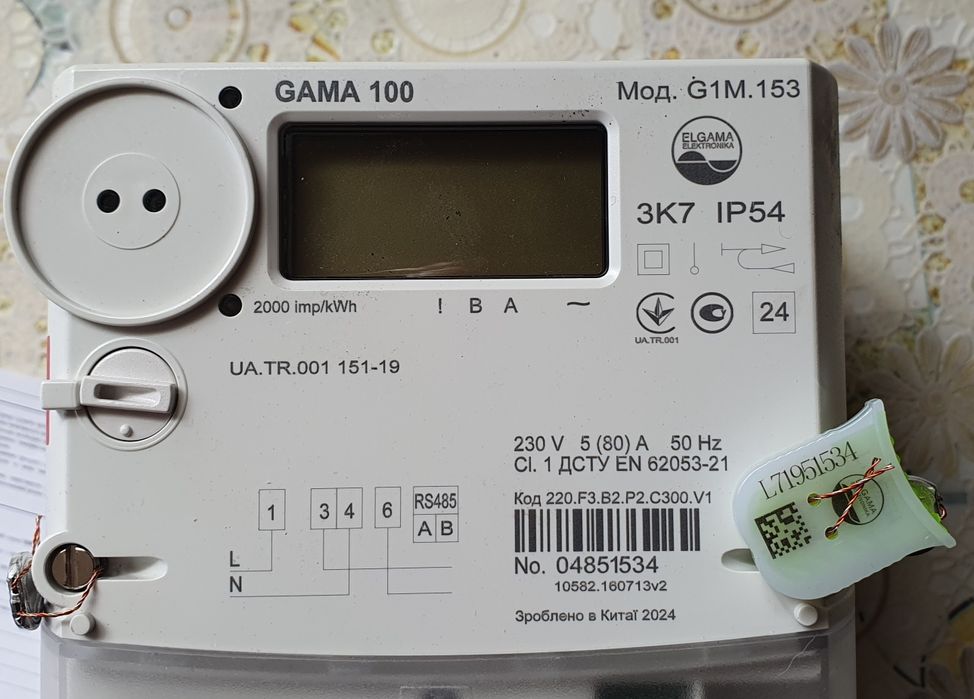 GAMA 100
Мод. G1M.153
ELGAMA
ELEKTRONIKA
3K7 IP54
2000 imp/kWh
! B A ~
UA.TR.001
24
UA.TR.001 151-19
230 V 5 (80) A 50 Hz
Cl. 1 ДСТУ EN 62053-21
Код 220.F3.B2.P2.C300.V1
No. 04851534
10582.160713v2
Зроблено в Китаї 2024
1 3 4 6 RS485
A B
L
N
L71951534
GAMA